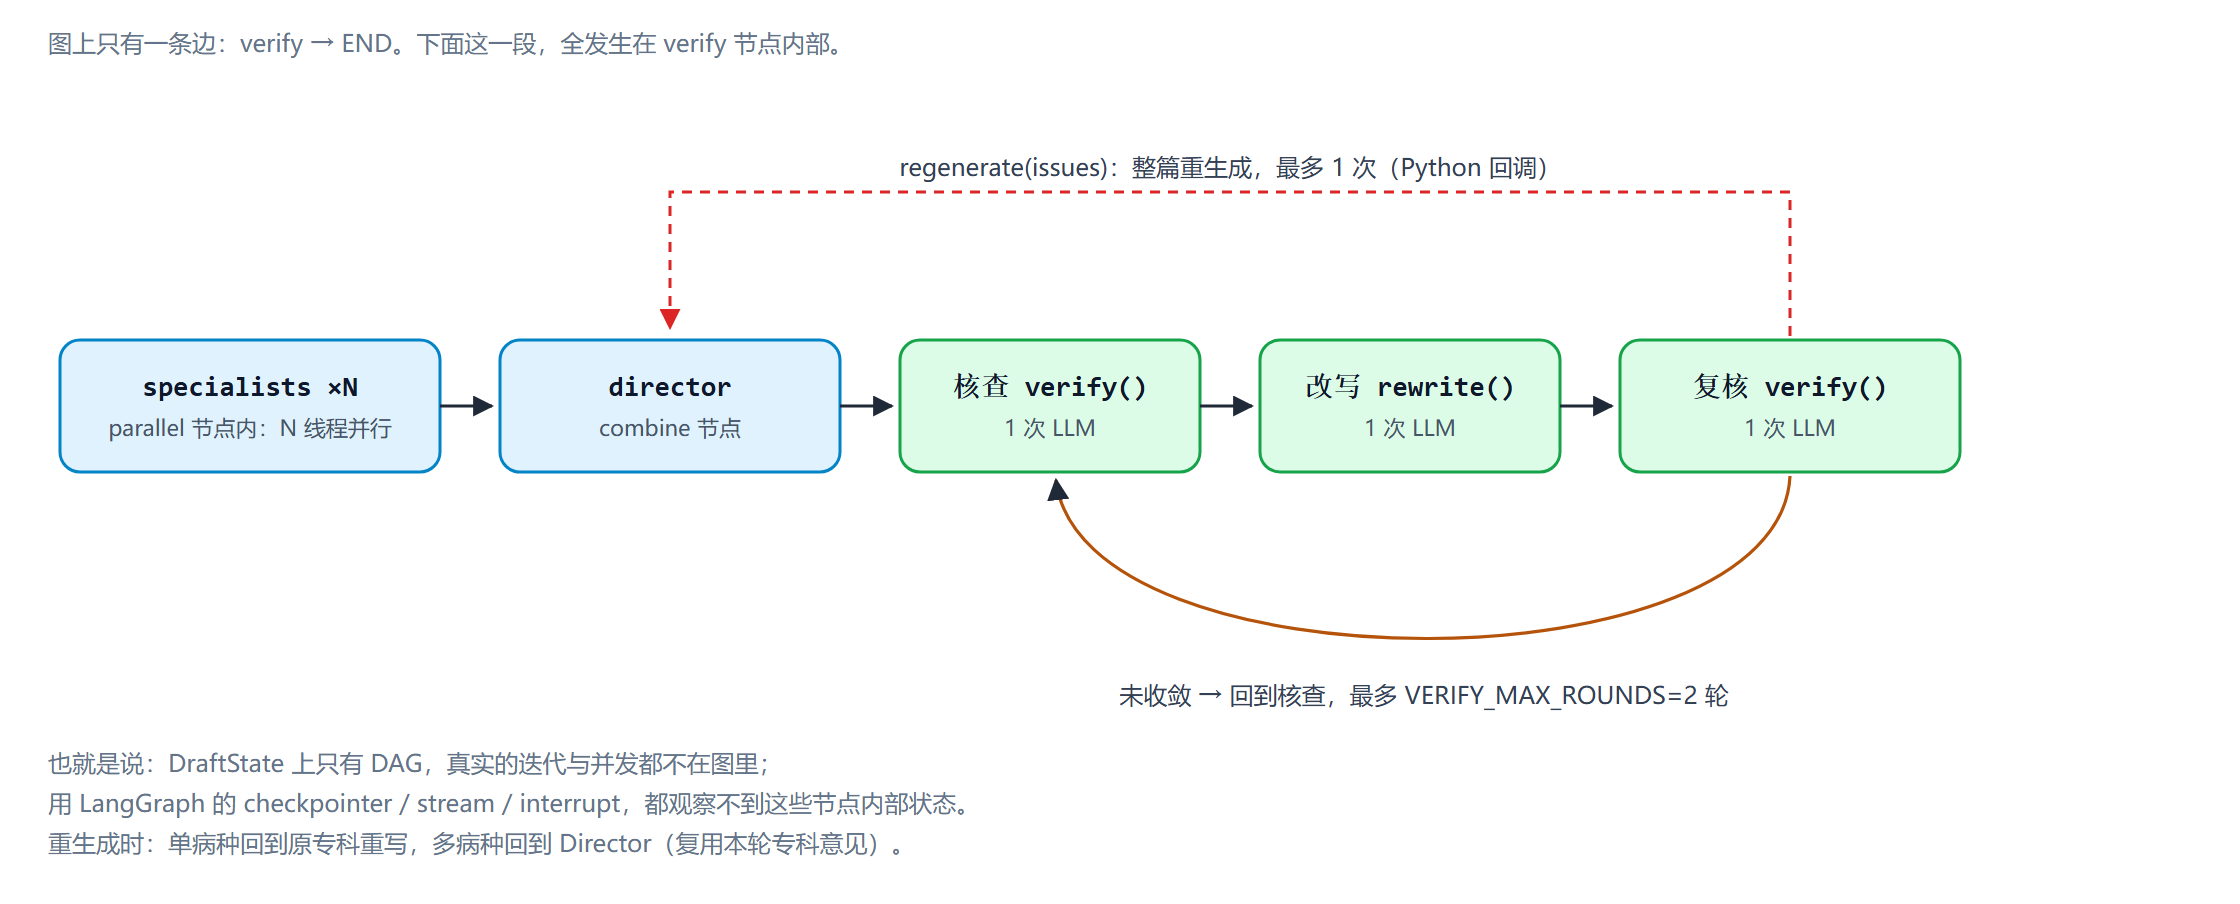 图上只有一条边：verify → END。下面这一段，全发生在 verify 节点内部。
regenerate(issues)：整篇重生成，最多 1 次（Python 回调）
specialists ×N
parallel 节点内：N 线程并行
director
combine 节点
核查 verify()
1 次 LLM
改写 rewrite()
1 次 LLM
复核 verify()
1 次 LLM
未收敛 → 回到核查，最多 VERIFY_MAX_ROUNDS=2 轮
也就是说：DraftState 上只有 DAG，真实的迭代与并发都不在图里；
用 LangGraph 的 checkpointer / stream / interrupt，都观察不到这些节点内部状态。
重生成时：单病种回到原专科重写，多病种回到 Director（复用本轮专科意见）。